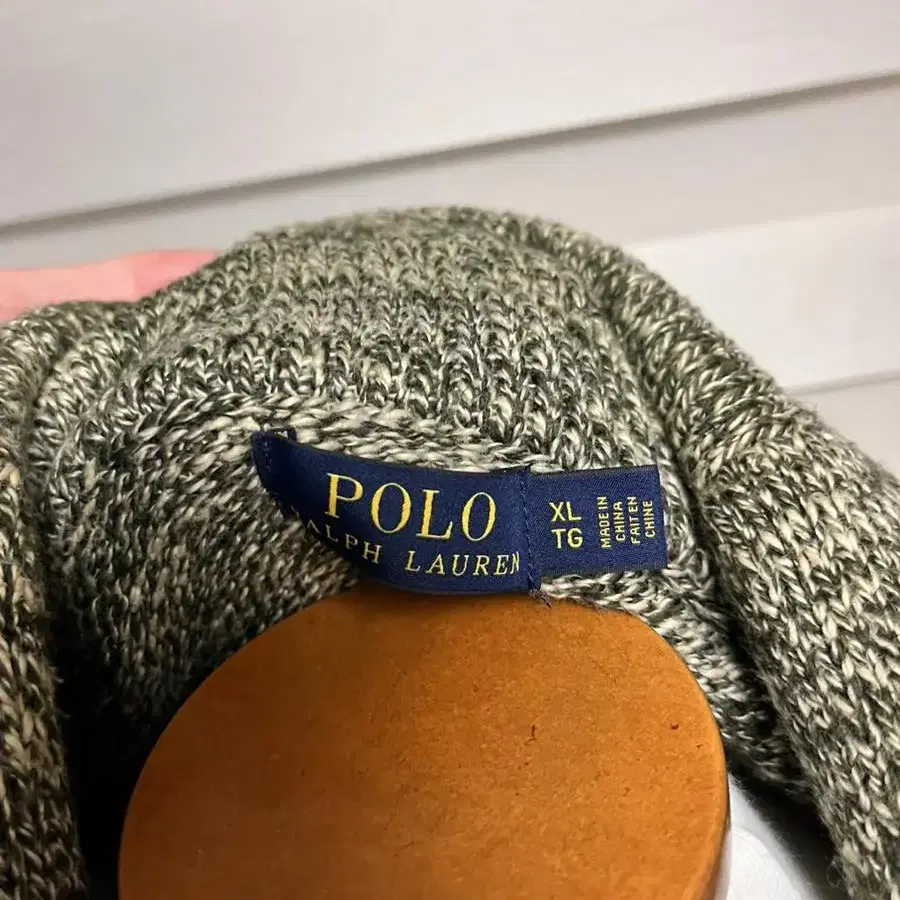 POLO
RALPH LAUREN
XL
TG
MADE IN
CHINA
FAIT EN
CHINE